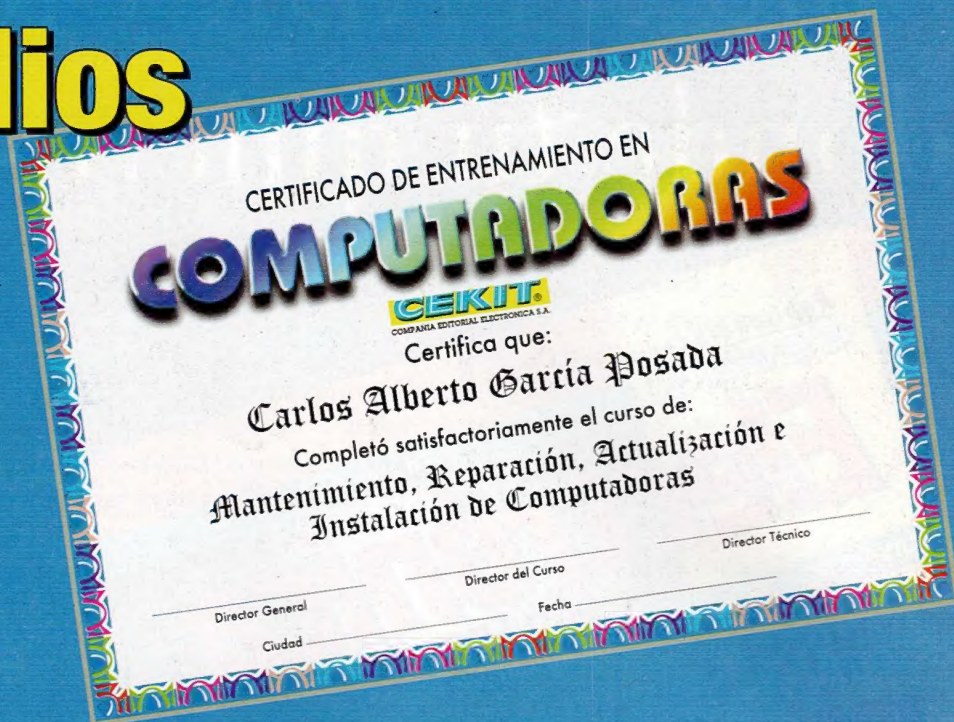 lios
CERTIFICADO DE ENTRENAMIENTO EN
COMPUTADORAS
CEKIT®
COMPAÑIA EDITORIAL ELECTRONICA S.A.
Certifica que:
Carlos Alberto García Posada
Completó satisfactoriamente el curso de:
Mantenimiento, Reparación, Actualización e
Instalación de Computadoras
Director General
Director del Curso
Director Técnico
Ciudad
Fecha